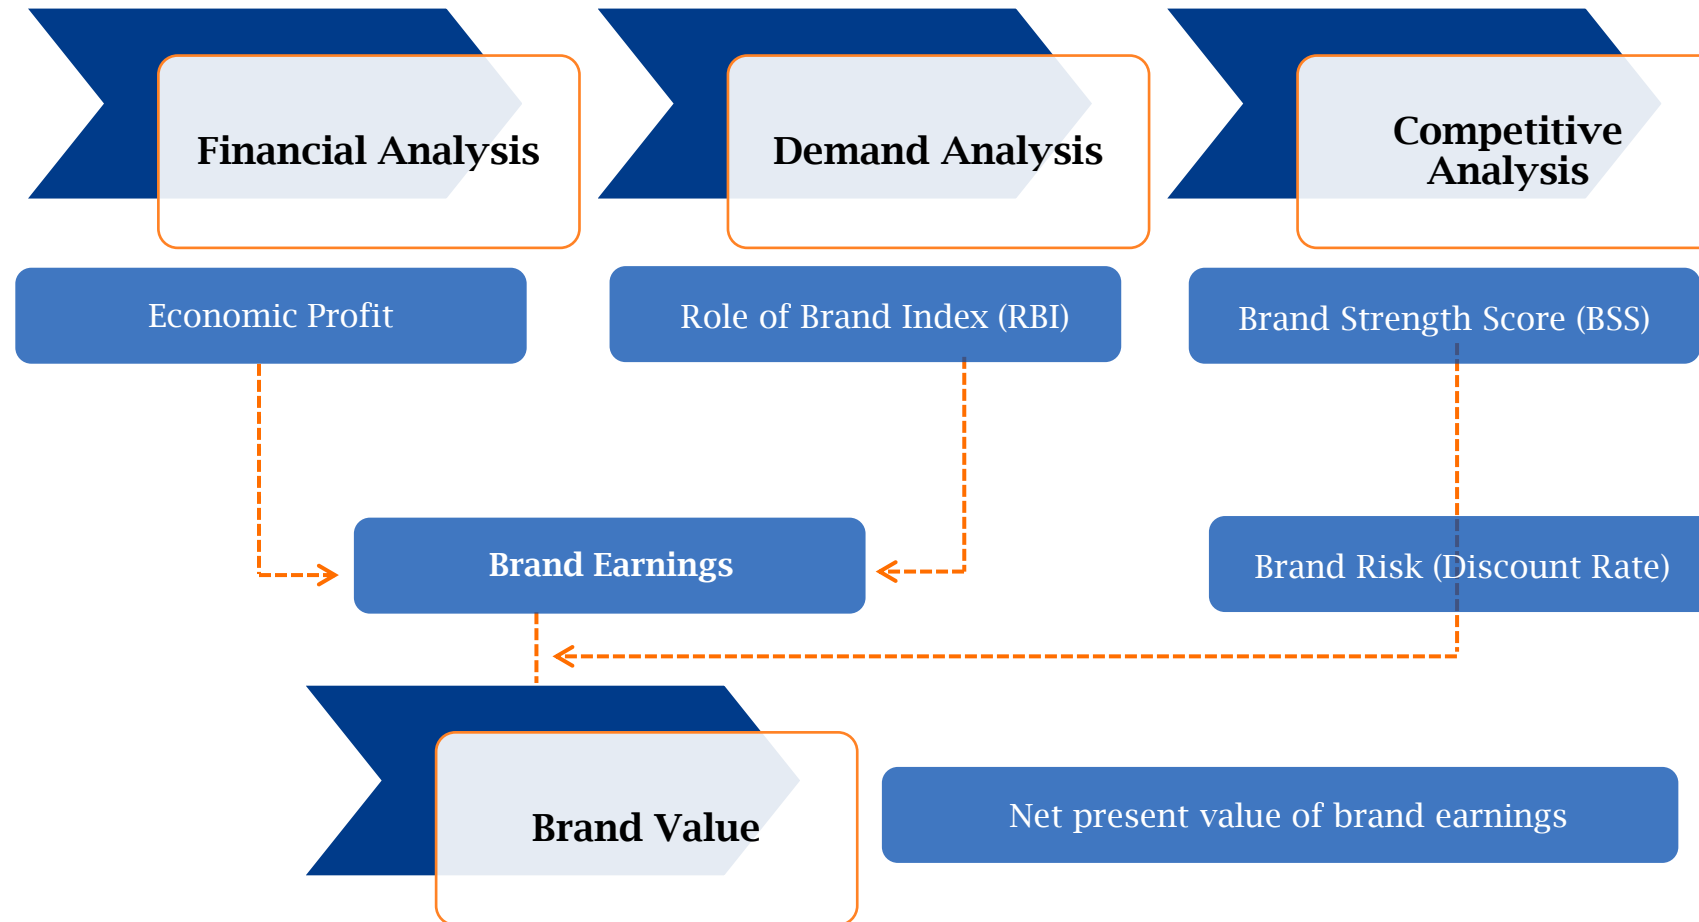 Financial Analysis
Demand Analysis
Competitive
Analysis
Economic Profit
Role of Brand Index (RBI)
Brand Strength Score (BSS)
Brand Earnings
Brand Risk (Discount Rate)
Brand Value
Net present value of brand earnings